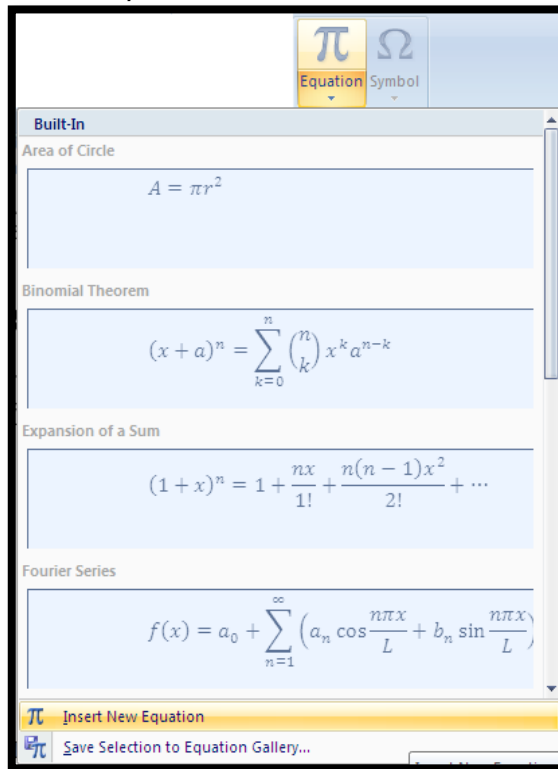 π Ω
Equation Symbol
Built-In
Area of Circle
A = πr²
Binomial Theorem
(x + a)ⁿ = ∑ₖ₌₀ⁿ (n k) xᵏaⁿ⁻ᵏ
Expansion of a Sum
(1 + x)ⁿ = 1 + nx/1! + n(n − 1)x²/2! + ⋯
Fourier Series
f(x) = a₀ + ∑ₙ₌₁^∞ (aₙ cos nπx/L + bₙ sin nπx/L)
π Insert New Equation
π Save Selection to Equation Gallery...